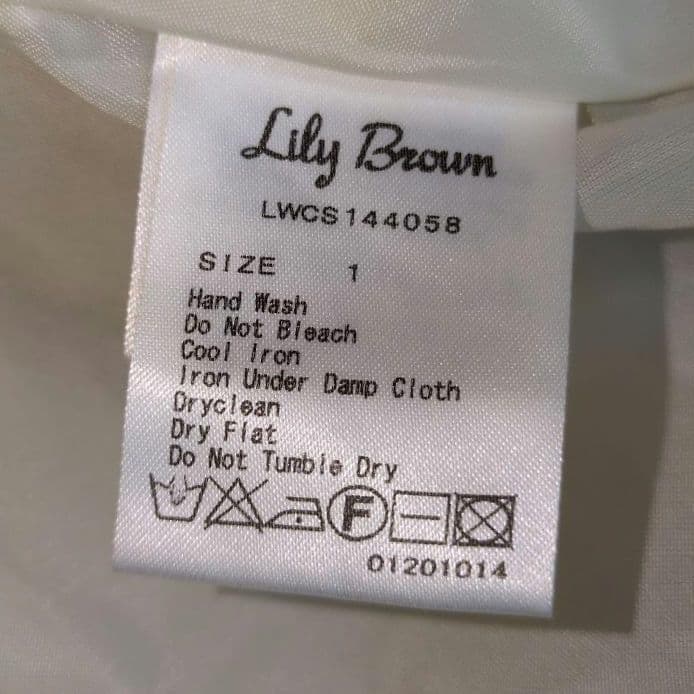 Lily Brown
LWCS144058
SIZE 1
Hand Wash
Do Not Bleach
Cool Iron
Iron Under Damp Cloth
Dryclean
Dry Flat
Do Not Tumble Dry
F
01201014